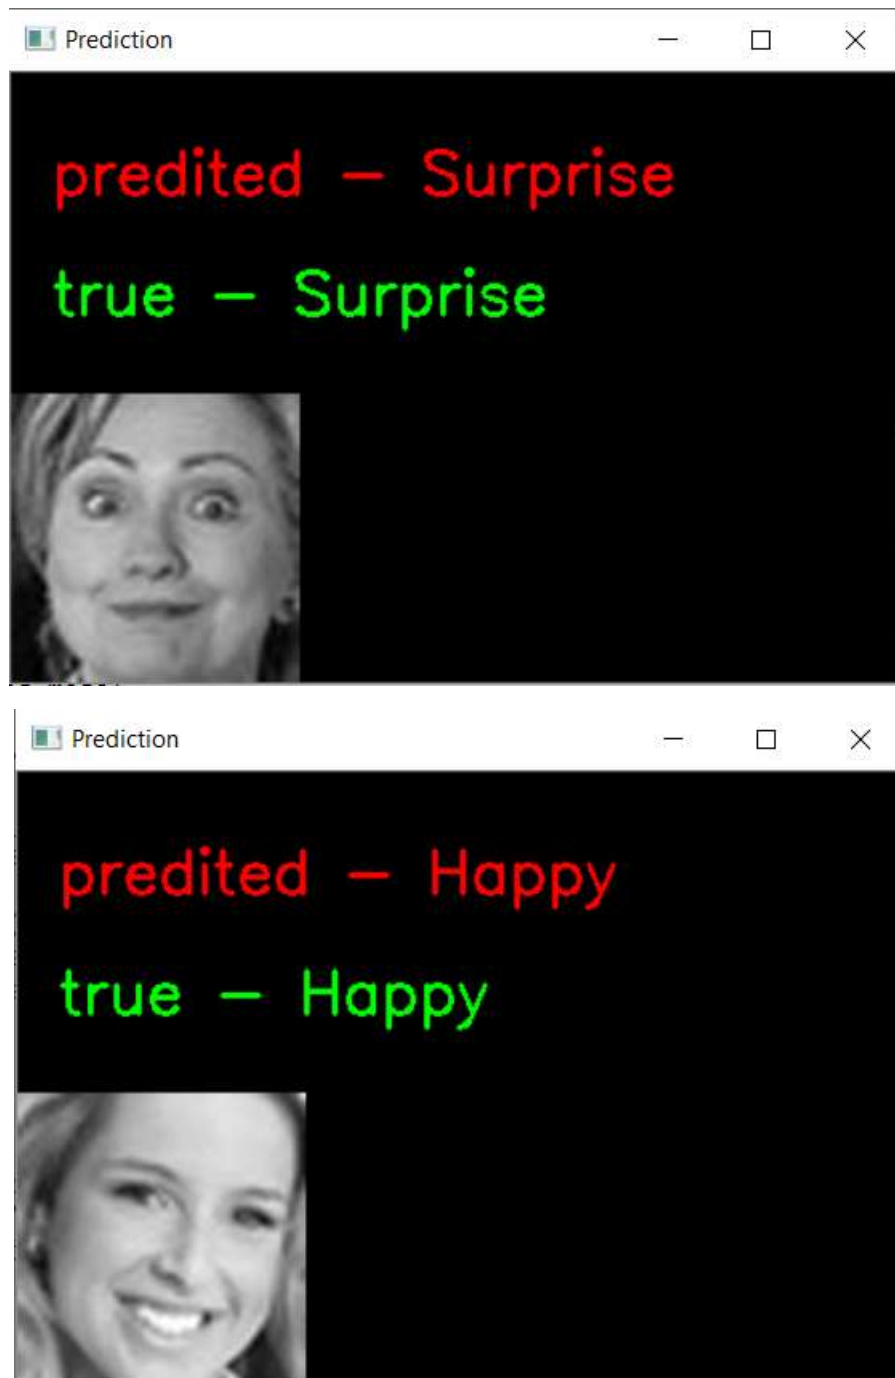 Prediction
predited – Surprise
true – Surprise
Prediction
predited – Happy
true – Happy